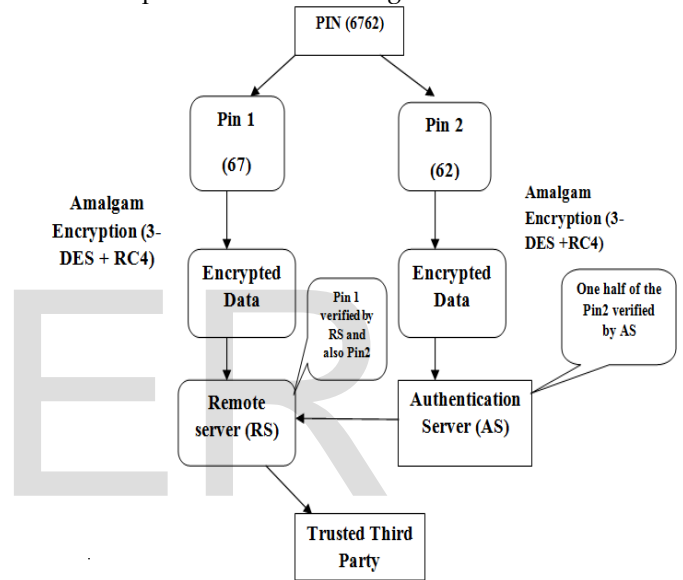 PIN (6762)
Pin 1
(67)
Pin 2
(62)
Amalgam
Encryption (3-
DES + RC4)
Amalgam
Encryption (3-
DES +RC4)
Encrypted
Data
Pin 1
verified by
RS and
also Pin2
Encrypted
Data
One half of the
Pin2 verified
by AS
Remote
server (RS)
Authentication
Server (AS)
Trusted Third
Party
ER